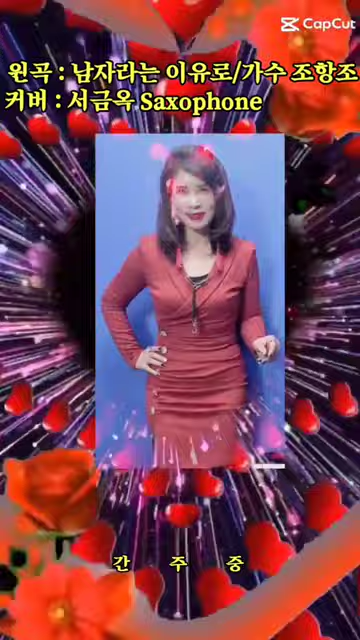 CapCut
원곡 : 남자라는 이유로/가수 조항조
커버 : 서금옥 Saxophone
간 주 중